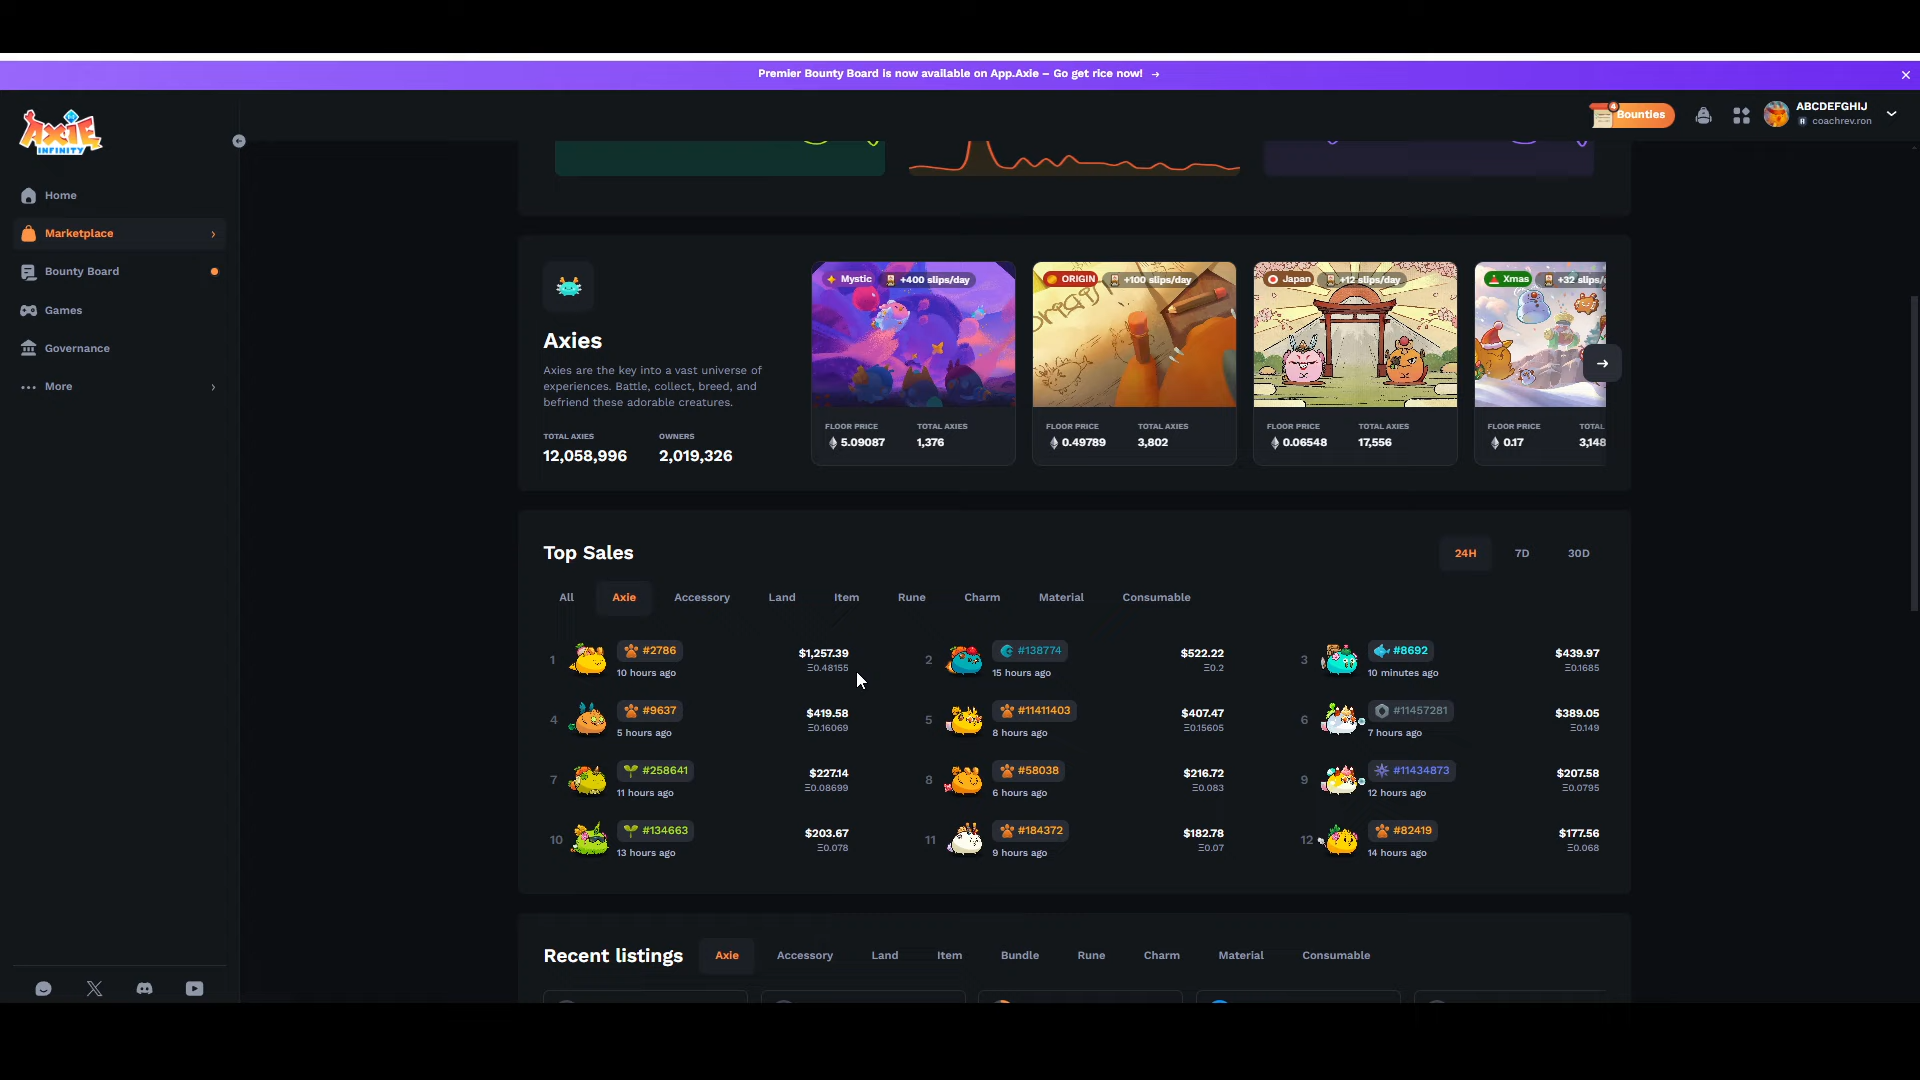 Premier Bounty Board is now available on App.Axie – Go get rice now! →
AXIE
INFINITY
4
Bounties
ABCDEFGHIJ
coachrev.ron
Home
Marketplace
Bounty Board
Games
Governance
More
Axies
Axies are the key into a vast universe of
experiences. Battle, collect, breed, and
befriend these adorable creatures.
TOTAL AXIES OWNERS
12,058,996 2,019,326
Mystic +400 slips/day
FLOOR PRICE TOTAL AXIES
5.09087 1,376
ORIGIN +100 slips/day
Origin
FLOOR PRICE TOTAL AXIES
0.49789 3,802
Japan +12 slips/day
FLOOR PRICE TOTAL AXIES
0.06548 17,556
Xmas +32 slips/
FLOOR PRICE TOTAL
0.17 3,148
Top Sales
24H 7D 30D
All Axie Accessory Land Item Rune Charm Material Consumable
1 #2786 $1,257.39
10 hours ago Ξ0.48155
2 #138774 $522.22
15 hours ago Ξ0.2
3 #8692 $439.97
10 minutes ago Ξ0.1685
4 #9637 $419.58
5 hours ago Ξ0.16069
5 #11411403 $407.47
8 hours ago Ξ0.15605
6 #11457281 $389.05
7 hours ago Ξ0.149
7 #258641 $227.14
11 hours ago Ξ0.08699
8 #58038 $216.72
6 hours ago Ξ0.083
9 #11434873 $207.58
12 hours ago Ξ0.0795
10 #134663 $203.67
13 hours ago Ξ0.078
11 #184372 $182.78
9 hours ago Ξ0.07
12 #82419 $177.56
14 hours ago Ξ0.068
Recent listings Axie Accessory Land Item Bundle Rune Charm Material Consumable